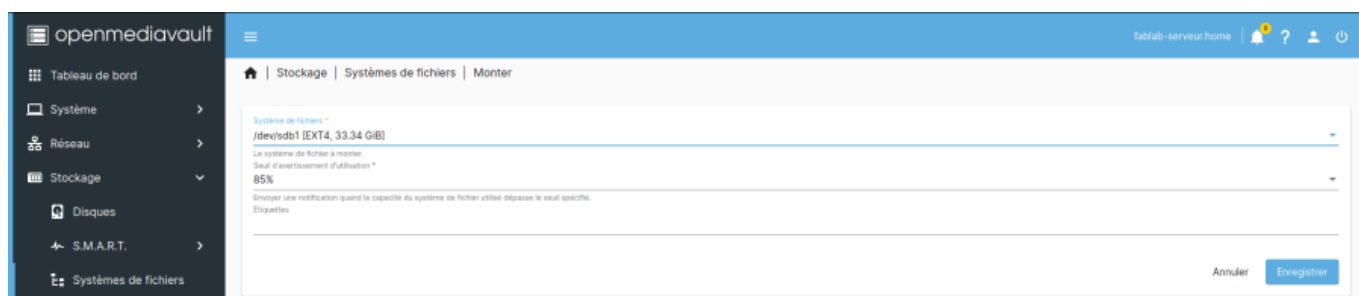 openmediavault
fablab-serveur.home
Tableau de bord
Stockage | Systèmes de fichiers | Monter
Système
Réseau
Stockage
Disques
S.M.A.R.T.
Systèmes de fichiers
Système de fichiers *
/dev/sdb1 [EXT4, 33.34 GiB]
Le système de fichier à monter.
Seuil d'avertissement d'utilisation *
85%
Envoyer une notification quand la capacité du système de fichier utilisé dépasse le seuil spécifié.
Étiquettes
Annuler
Enregistrer